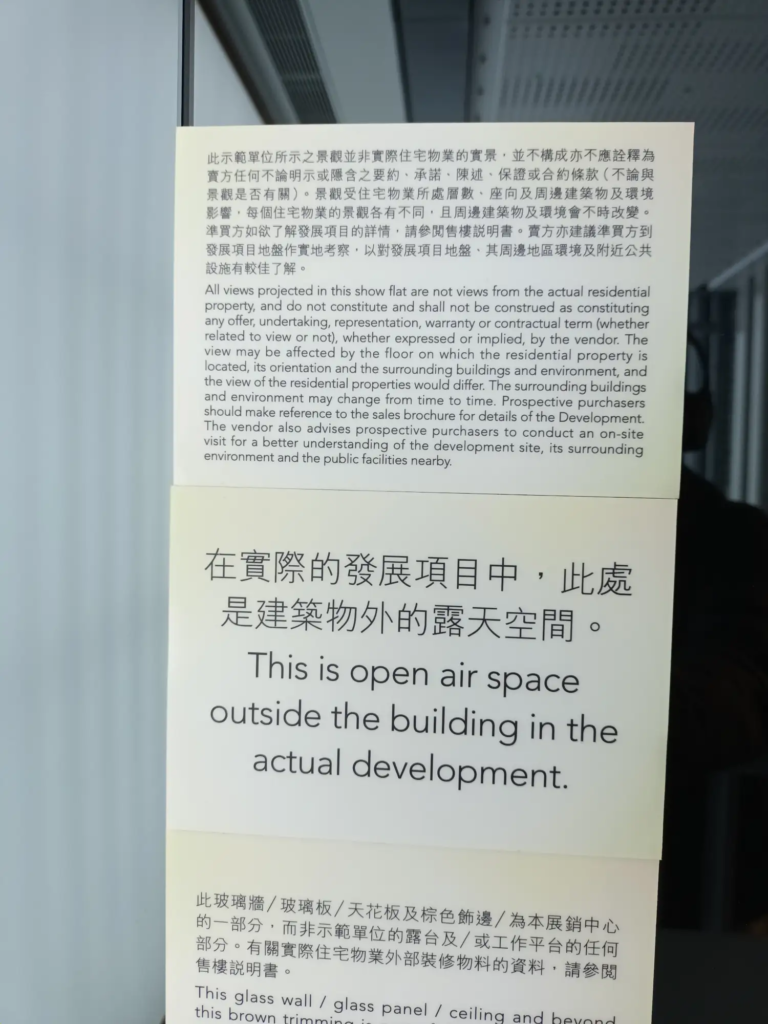 此示範單位所示之景觀並非實際住宅物業的實景，並不構成亦不應詮釋為
賣方任何不論明示或隱含之要約、承諾、陳述、保證或合約條款（不論與
景觀是否有關）。景觀受住宅物業所處層數、座向及周邊建築物及環境
影響，每個住宅物業的景觀各有不同，且周邊建築物及環境會不時改變。
準買方如欲了解發展項目的詳情，請參閱售樓說明書。賣方亦建議準買方到
發展項目地盤作實地考察，以對發展項目地盤、其周邊地區環境及附近公共
設施有較佳了解。
All views projected in this show flat are not views from the actual residential
property, and do not constitute and shall not be construed as constituting
any offer, undertaking, representation, warranty or contractual term (whether
related to view or not), whether expressed or implied, by the vendor. The
view may be affected by the floor on which the residential property is
located, its orientation and the surrounding buildings and environment, and
the view of the residential properties would differ. The surrounding buildings
and environment may change from time to time. Prospective purchasers
should make reference to the sales brochure for details of the Development.
The vendor also advises prospective purchasers to conduct an on-site
visit for a better understanding of the development site, its surrounding
environment and the public facilities nearby.
在實際的發展項目中，此處
是建築物外的露天空間。
This is open air space
outside the building in the
actual development.
此玻璃牆/玻璃板/天花板及棕色飾邊/為本展銷中心
的一部分，而非示範單位的露台及/或工作平台的任何
部分。有關實際住宅物業外部裝修物料的資料，請參閱
售樓說明書。
This glass wall / glass panel / ceiling and beyond
this brown trimming is